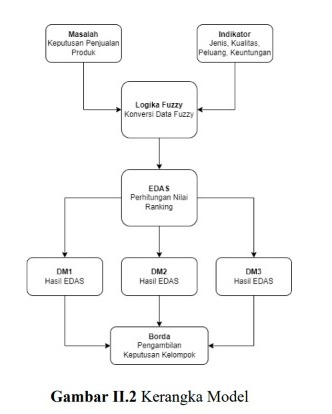 Masalah
Keputusan Penjualan
Produk
Indikator
Jenis, Kualitas,
Peluang, Keuntungan
Logika Fuzzy
Konversi Data Fuzzy
EDAS
Perhitungan Nilai
Ranking
DM1
Hasil EDAS
DM2
Hasil EDAS
DM3
Hasil EDAS
Borda
Pengambilan
Keputusan Kelompok
Gambar II.2 Kerangka Model